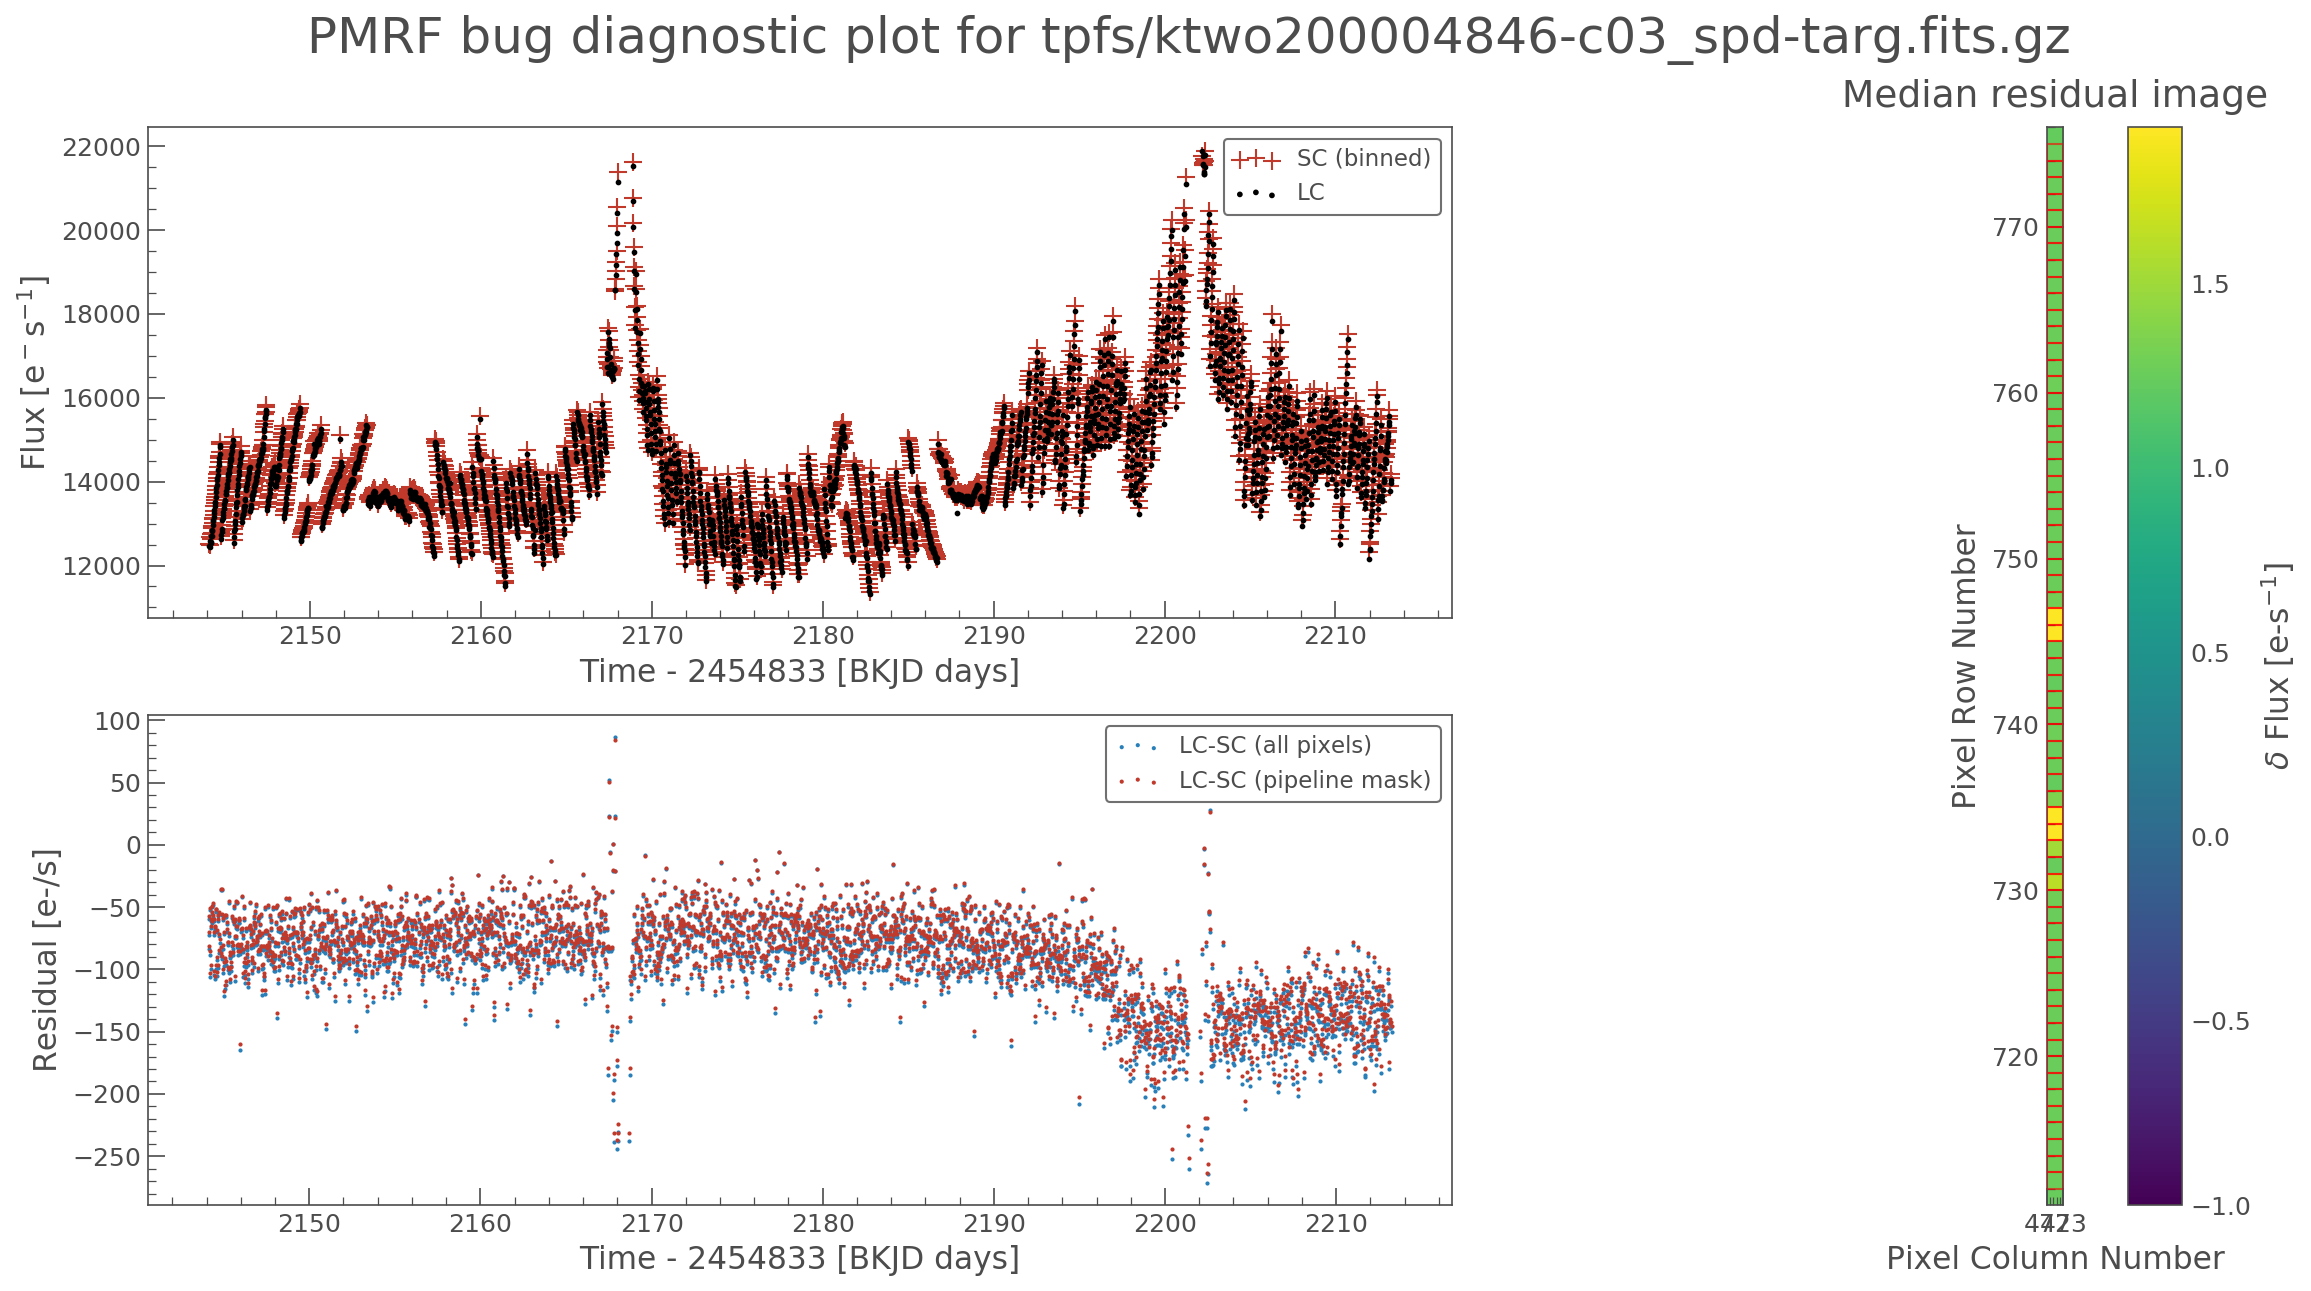 PMRF bug diagnostic plot for tpfs/ktwo200004846-c03_spd-targ.fits.gz
Median residual image
22000
20000
18000
16000
14000
12000
Flux [e⁻ s⁻¹]
SC (binned)
LC
2150 2160 2170 2180 2190 2200 2210
Time - 2454833 [BKJD days]
100
50
0
−50
−100
−150
−200
−250
Residual [e-/s]
LC-SC (all pixels)
LC-SC (pipeline mask)
2150 2160 2170 2180 2190 2200 2210
Time - 2454833 [BKJD days]
770
760
750
740
730
720
Pixel Row Number
Pixel Column Number
1.5
1.0
0.5
0.0
−0.5
−1.0
δ Flux [e-s⁻¹]